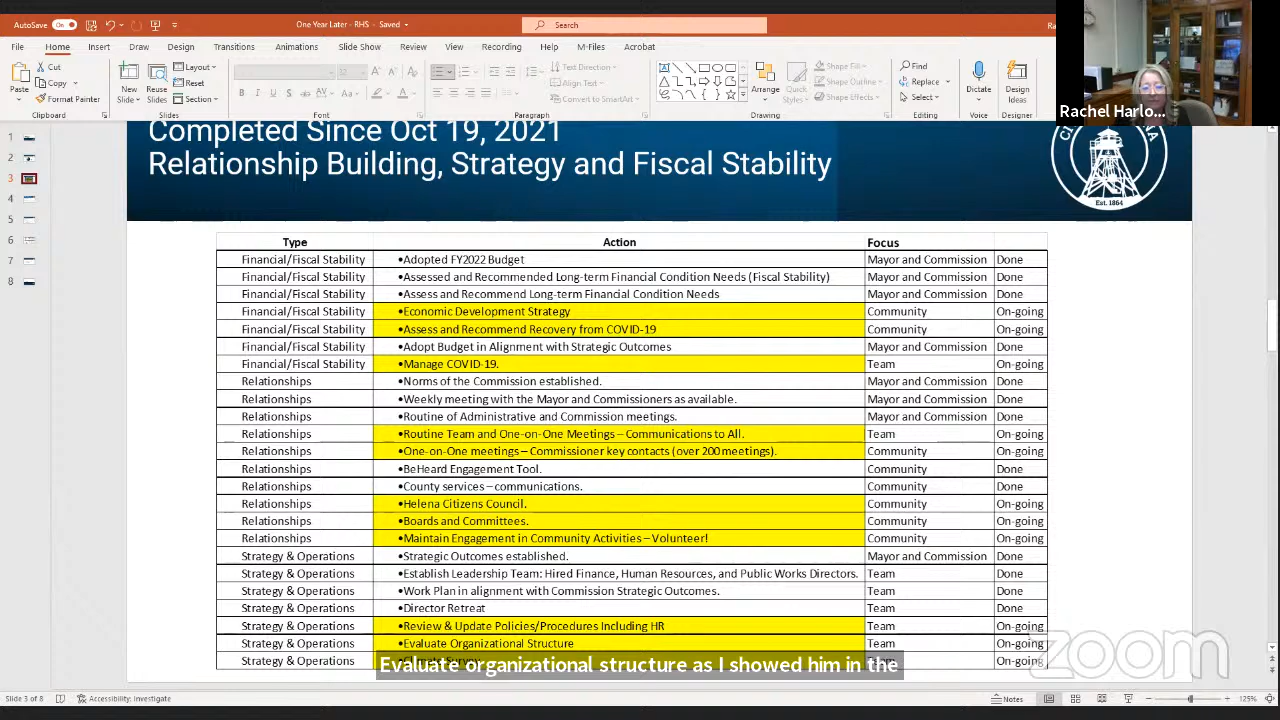 AutoSave On One Year Later - RHS - Saved Search Ra
File Home Insert Draw Design Transitions Animations Slide Show Review View Recording Help M-Files Acrobat
Paste Cut Copy Format Painter New Slide Reuse Slides Layout Reset Section Text Direction Align Text Convert to SmartArt Arrange Quick Styles Shape Fill Shape Outline Shape Effects Find Replace Select Dictate Design Ideas
Clipboard Slides Font Paragraph Drawing Editing Voice Designer
Rachel Harlo...
Completed Since Oct 19, 2021
Relationship Building, Strategy and Fiscal Stability
Est. 1864
1
2
3
4
5
6
7
8
Type Action Focus
Financial/Fiscal Stability •Adopted FY2022 Budget Mayor and Commission Done
Financial/Fiscal Stability •Assessed and Recommended Long-term Financial Condition Needs (Fiscal Stability) Mayor and Commission Done
Financial/Fiscal Stability •Assess and Recommend Long-term Financial Condition Needs Mayor and Commission Done
Financial/Fiscal Stability •Economic Development Strategy Community On-going
Financial/Fiscal Stability •Assess and Recommend Recovery from COVID-19 Community On-going
Financial/Fiscal Stability •Adopt Budget in Alignment with Strategic Outcomes Mayor and Commission Done
Financial/Fiscal Stability •Manage COVID-19. Team On-going
Relationships •Norms of the Commission established. Mayor and Commission Done
Relationships •Weekly meeting with the Mayor and Commissioners as available. Mayor and Commission Done
Relationships •Routine of Administrative and Commission meetings. Mayor and Commission Done
Relationships •Routine Team and One-on-One Meetings – Communications to All. Team On-going
Relationships •One-on-One meetings – Commissioner key contacts (over 200 meetings). Community On-going
Relationships •BeHeard Engagement Tool. Community Done
Relationships •County services – communications. Community Done
Relationships •Helena Citizens Council. Community On-going
Relationships •Boards and Committees. Community On-going
Relationships •Maintain Engagement in Community Activities – Volunteer! Community On-going
Strategy & Operations •Strategic Outcomes established. Mayor and Commission Done
Strategy & Operations •Establish Leadership Team: Hired Finance, Human Resources, and Public Works Directors. Team Done
Strategy & Operations •Work Plan in alignment with Commission Strategic Outcomes. Team Done
Strategy & Operations •Director Retreat Team Done
Strategy & Operations •Review & Update Policies/Procedures Including HR Team On-going
Strategy & Operations •Evaluate Organizational Structure Team On-going
Strategy & Operations On-going
Evaluate organizational structure as I showed him in the
zoom
Slide 3 of 8 Accessibility: Investigate Notes 125%